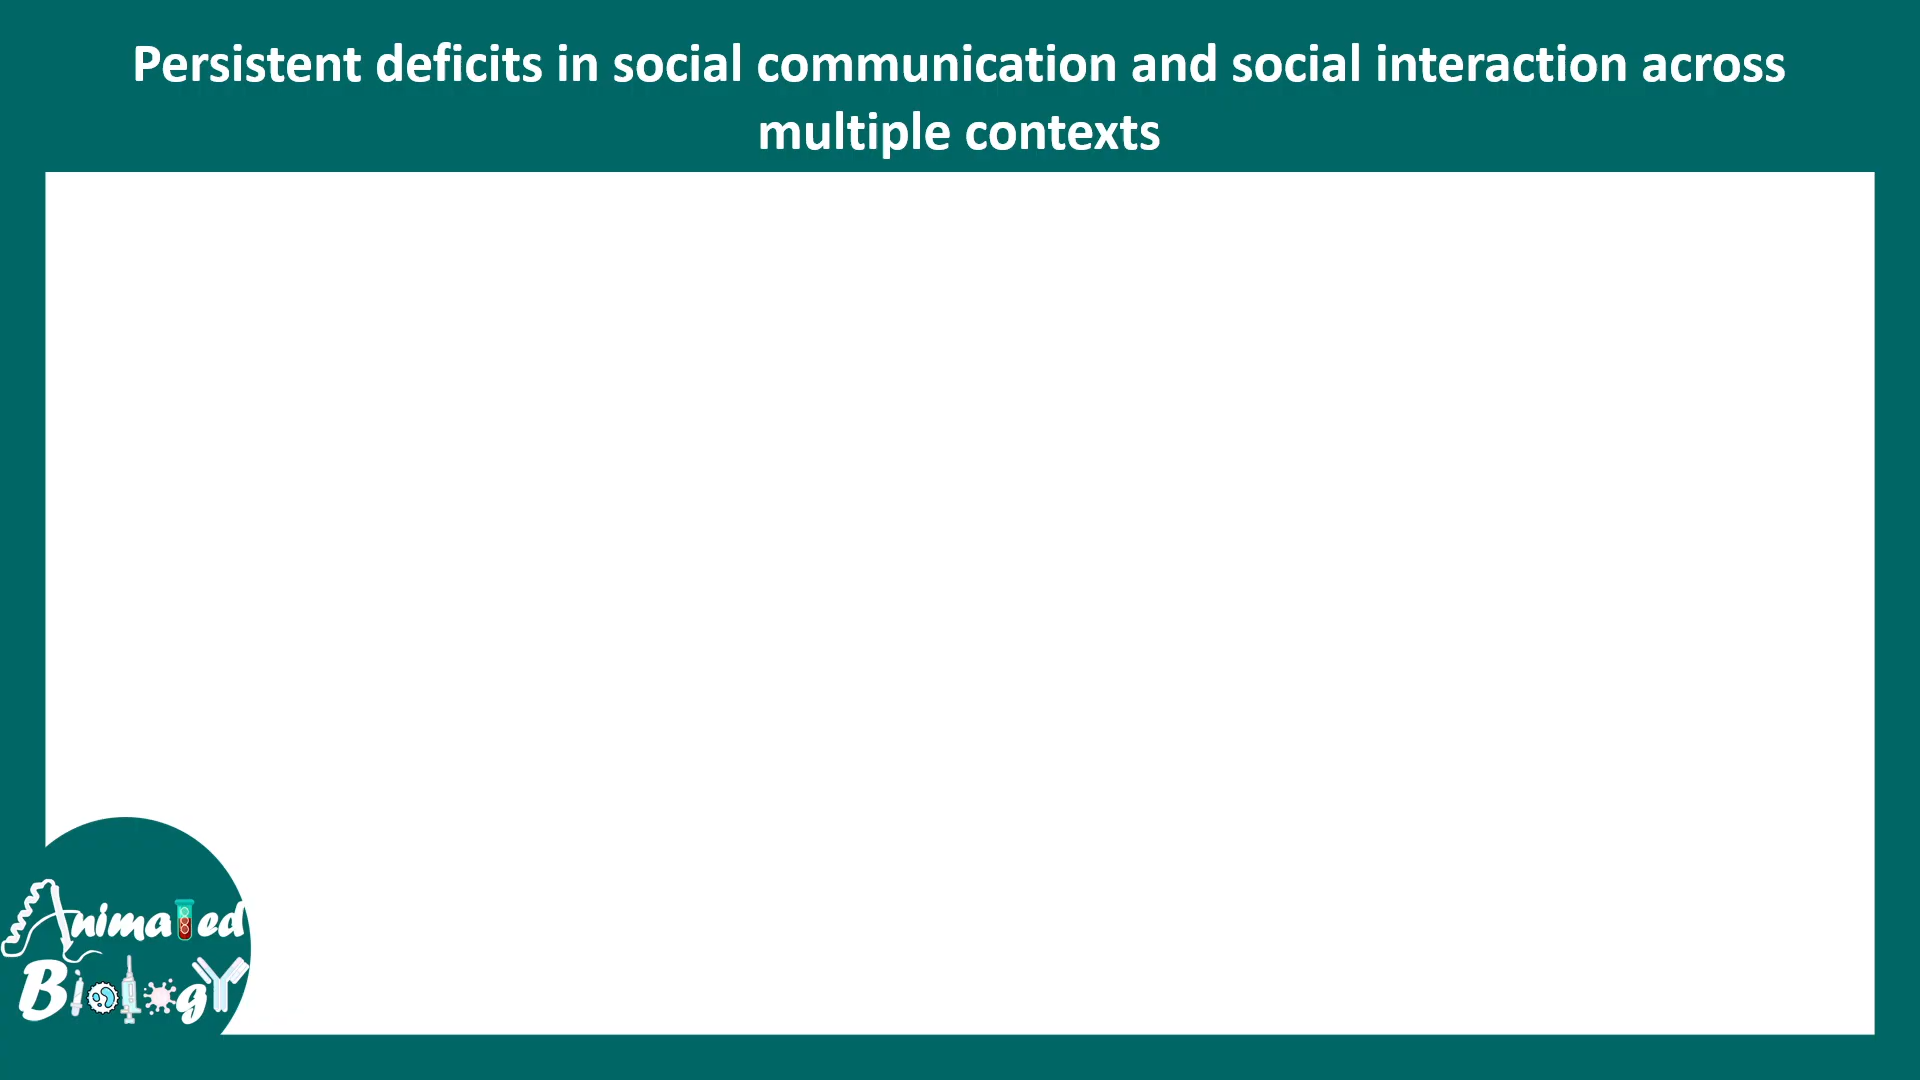 Persistent deficits in social communication and social interaction across
multiple contexts
Animated
Biology